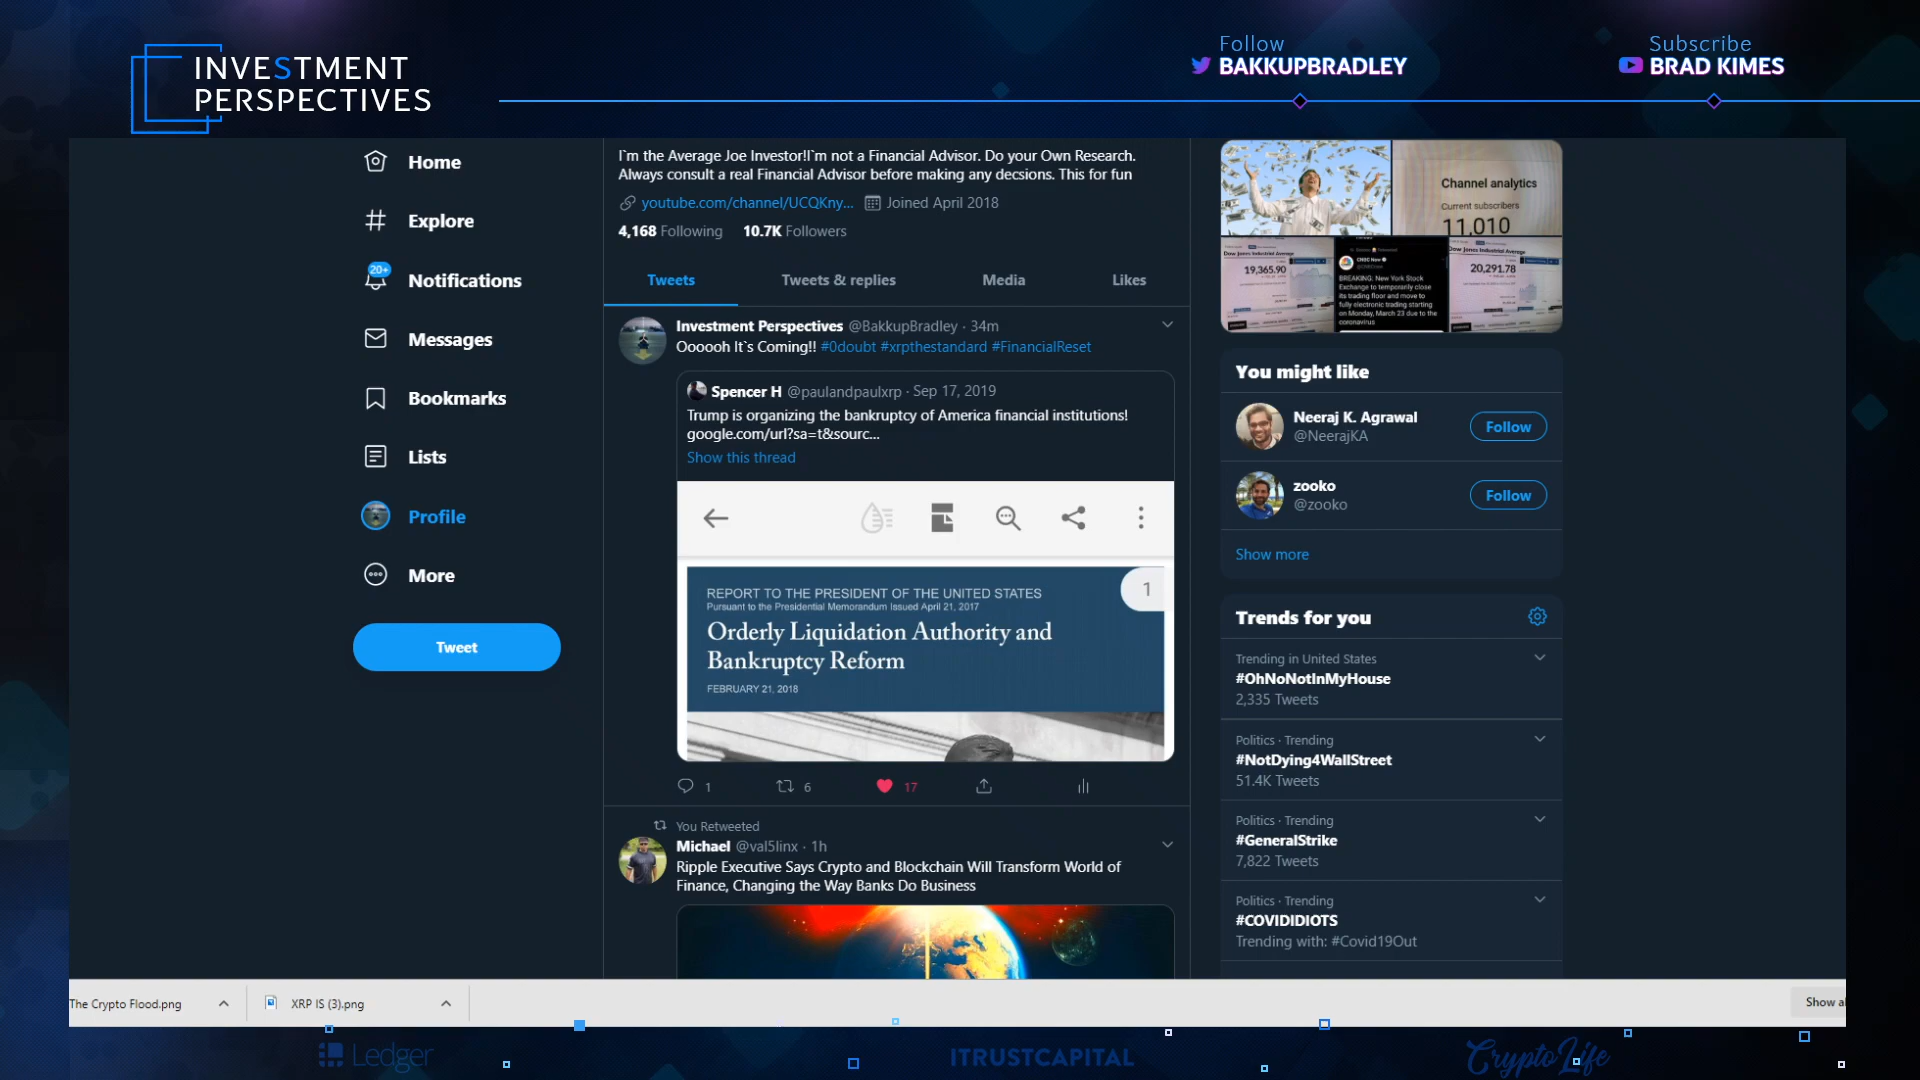 INVESTMENT
PERSPECTIVES
Follow
BAKKUPBRADLEY
Subscribe
BRAD KIMES
Home
Explore
20+
Notifications
Messages
Bookmarks
Lists
Profile
More
Tweet
I`m the Average Joe Investor!I`m not a Financial Advisor. Do your Own Research.
Always consult a real Financial Advisor before making any decsions. This for fun
youtube.com/channel/UCQKny... Joined April 2018
4,168 Following 10.7K Followers
Tweets Tweets & replies Media Likes
Investment Perspectives @BakkupBradley · 34m
Oooooh It`s Coming!! #0doubt #xrpthestandard #FinancialReset
Spencer H @paulandpaulxrp · Sep 17, 2019
Trump is organizing the bankruptcy of America financial institutions!
google.com/url?sa=t&sourc...
Show this thread
1
REPORT TO THE PRESIDENT OF THE UNITED STATES
Pursuant to the Presidential Memorandum Issued April 21, 2017
Orderly Liquidation Authority and
Bankruptcy Reform
FEBRUARY 21, 2018
1 6 17
You Retweeted
Michael @val5linx · 1h
Ripple Executive Says Crypto and Blockchain Will Transform World of
Finance, Changing the Way Banks Do Business
Channel analytics
Current subscribers
11,010
Dow Jones Industrial Average
19,365.90
BREAKING: New York Stock
Exchange to temporarily close
its trading floor and move to
fully electronic trading starting
on Monday, March 23 due to the
coronavirus
Dow Jones Industrial Average
20,291.78
You might like
Neeraj K. Agrawal
@NeerajKA
Follow
zooko
@zooko
Follow
Show more
Trends for you
Trending in United States
#OhNoNotInMyHouse
2,335 Tweets
Politics · Trending
#NotDying4WallStreet
51.4K Tweets
Politics · Trending
#GeneralStrike
7,822 Tweets
Politics · Trending
#COVIDIDIOTS
Trending with: #Covid19Out
The Crypto Flood.png
XRP IS (3).png
Show al
Ledger
ITRUSTCAPITAL
CryptoLife